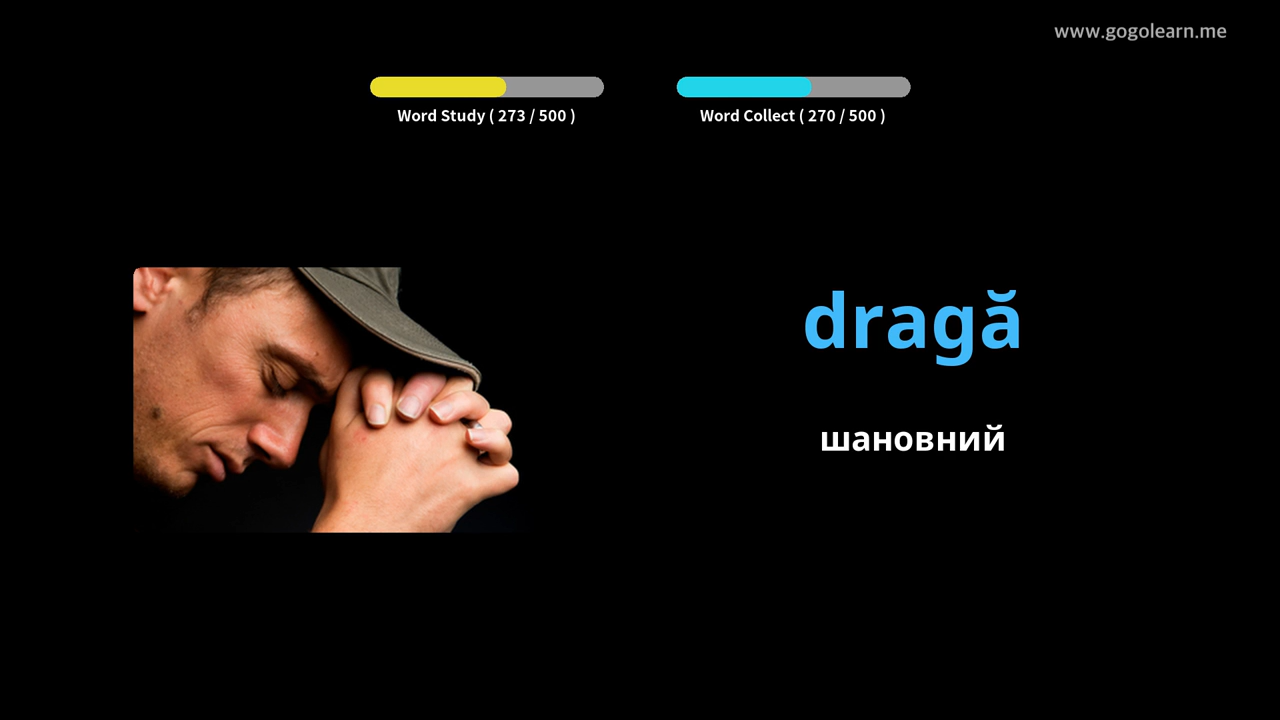 www.gogolearn.me
Word Study ( 273 / 500 )
Word Collect ( 270 / 500 )
dragă
шановний